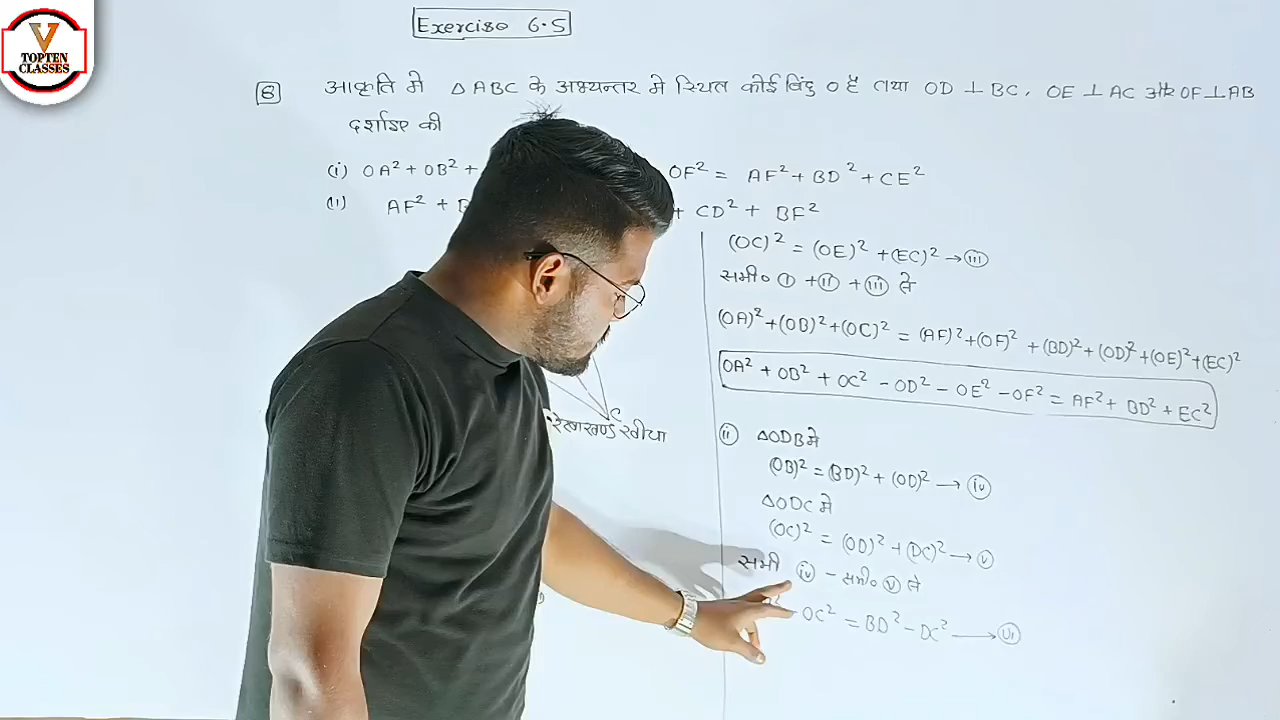 V
TOPTEN
CLASSES
Exercise 6.5
8 आकृति में △ ABC के अभ्यन्तर में स्थित कोई बिंदु O है तथा OD ⊥ BC, OE ⊥ AC और OF ⊥ AB
दर्शाइए की
(i) OA² + OB² + OF² = AF² + BD² + CE²
(ii) AF² + B + CD² + BF²
C
रेखाखण्ड खींचा
(OC)² = (OE)² + (EC)² → (iii)
समी० (i) + (ii) + (iii) से
(OA)² + (OB)² + (OC)² = (AF)² + (OF)² + (BD)² + (OD)² + (OE)² + (EC)²
OA² + OB² + OC² - OD² - OE² - OF² = AF² + BD² + EC²
(ii) △ODB में
(OB)² = (BD)² + (OD)² → (iv)
△ODC में
(OC)² = (OD)² + (DC)² → (v)
समी (iv) - समी० (v) से
OC² = BD² - DC² → (vi)